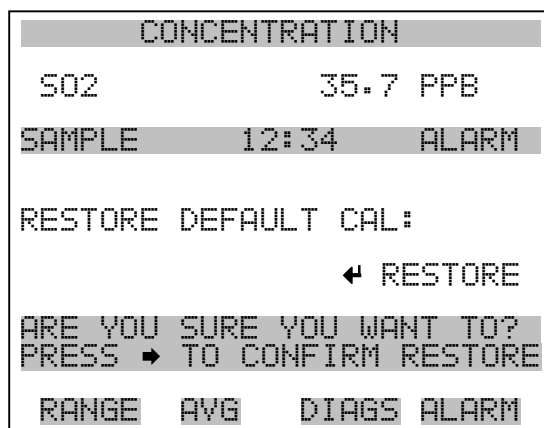 CONCENTRATION
SO2 35.7 PPB
SAMPLE 12:34 ALARM
RESTORE DEFAULT CAL:
↵ RESTORE
ARE YOU SURE YOU WANT TO?
PRESS → TO CONFIRM RESTORE
RANGE AVG DIAGS ALARM